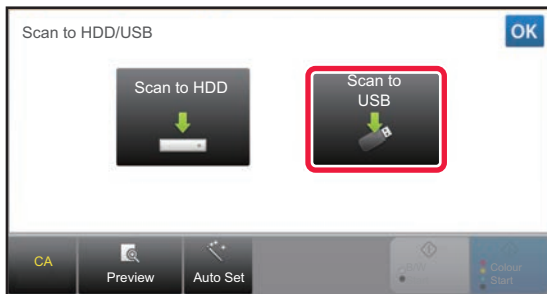 Scan to HDD/USB
OK
Scan to HDD
Scan to
USB
CA
Preview
Auto Set
Colour
Start